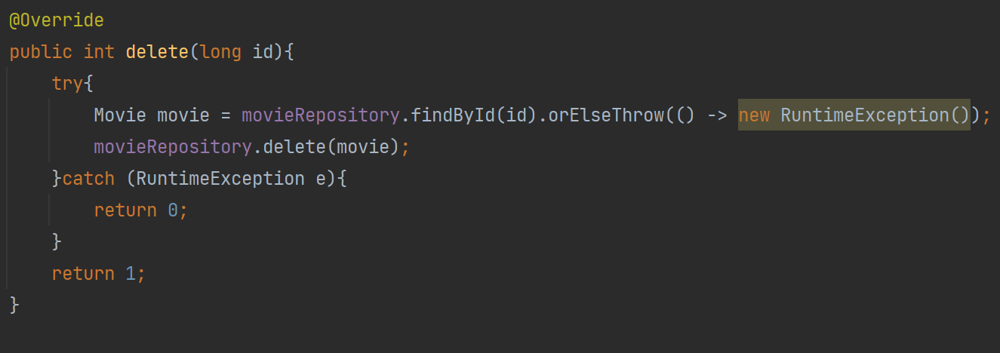 @Override
public int delete(long id){
    try{
        Movie movie = movieRepository.findById(id).orElseThrow(() -> new RuntimeException());
        movieRepository.delete(movie);
    }catch (RuntimeException e){
        return 0;
    }
    return 1;
}